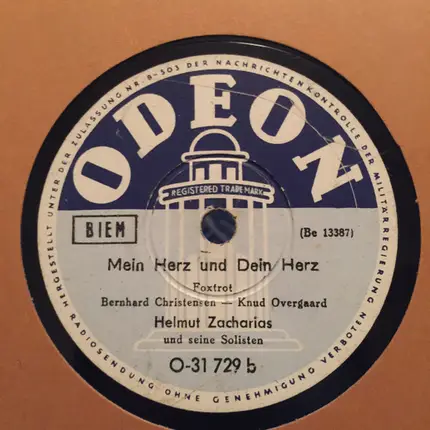 HERGESTELLT UNTER DER ZULASSUNG NR. B-303 DER NACHRICHTENKONTROLLE DER MILITÄRREGIERUNG
ODEON
REGISTERED TRADE MARK
BIEM
(Be 13387)
Mein Herz und Dein Herz
Foxtrot
Bernhard Christensen — Knud Overgaard
Helmut Zacharias
und seine Solisten
O-31 729 b
RADIOSENDUNG OHNE GENEHMIGUNG VERBOTEN